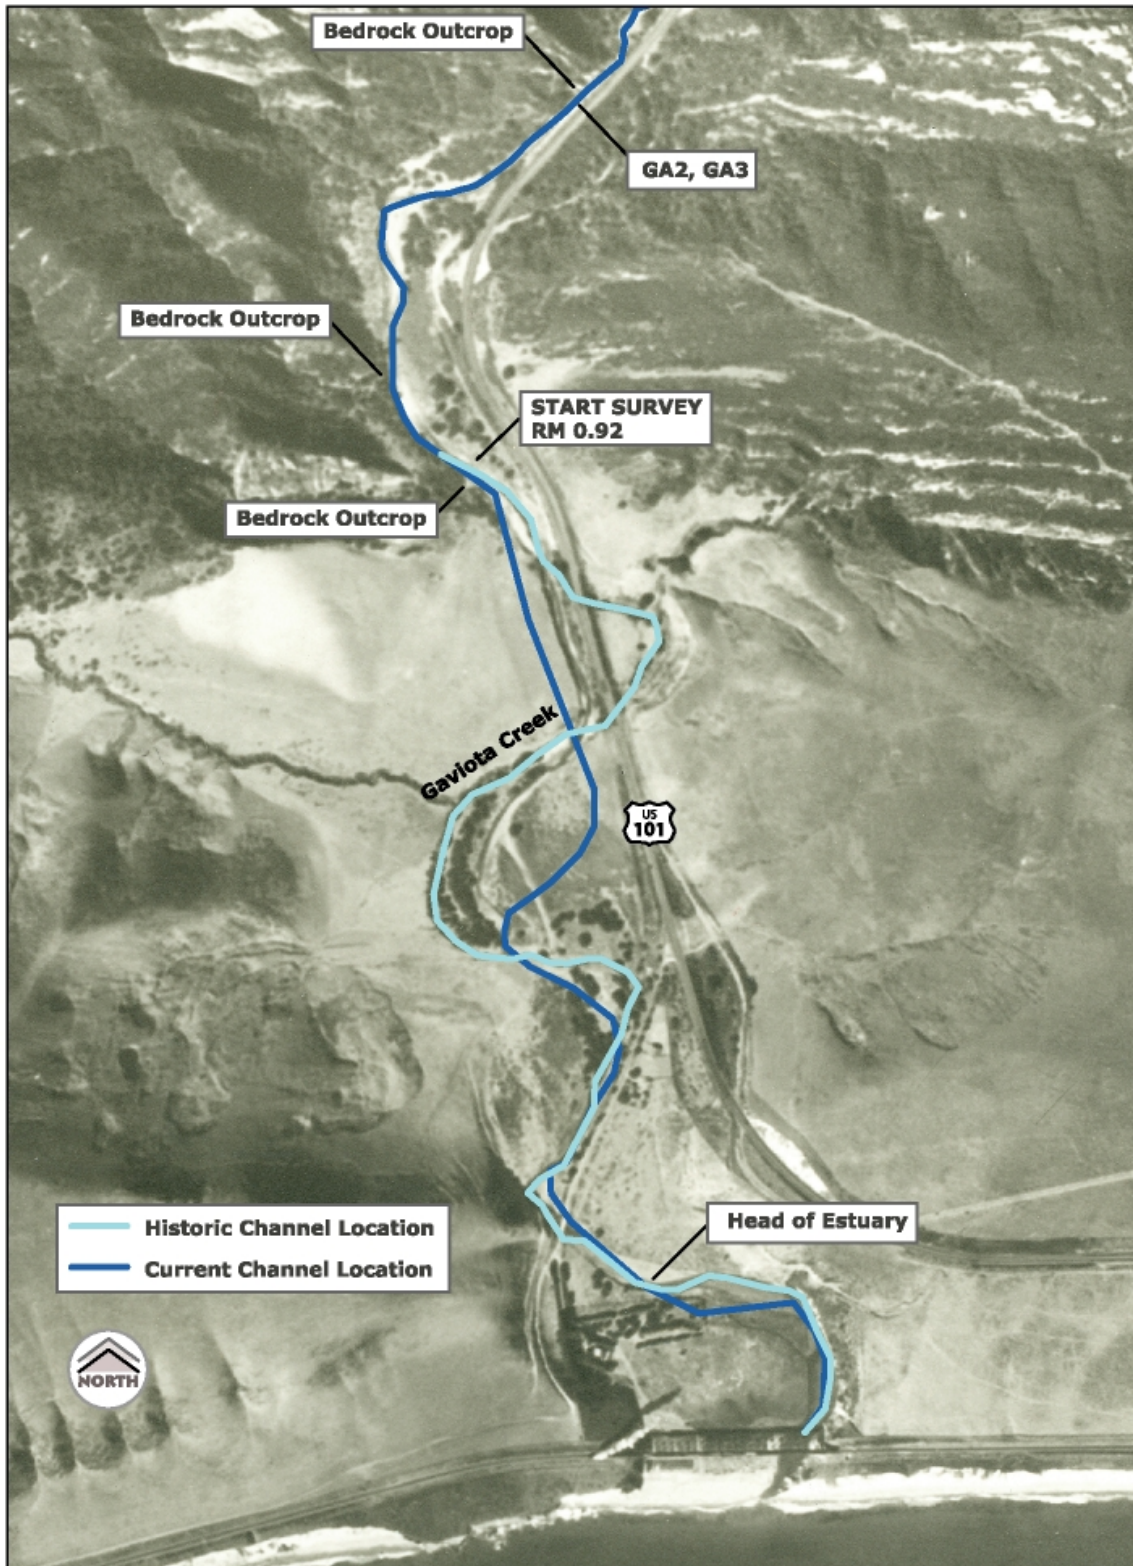 Bedrock Outcrop
GA2, GA3
Bedrock Outcrop
START SURVEY
RM 0.92
Bedrock Outcrop
Gaviota Creek
US
101
Head of Estuary
Historic Channel Location
Current Channel Location
NORTH